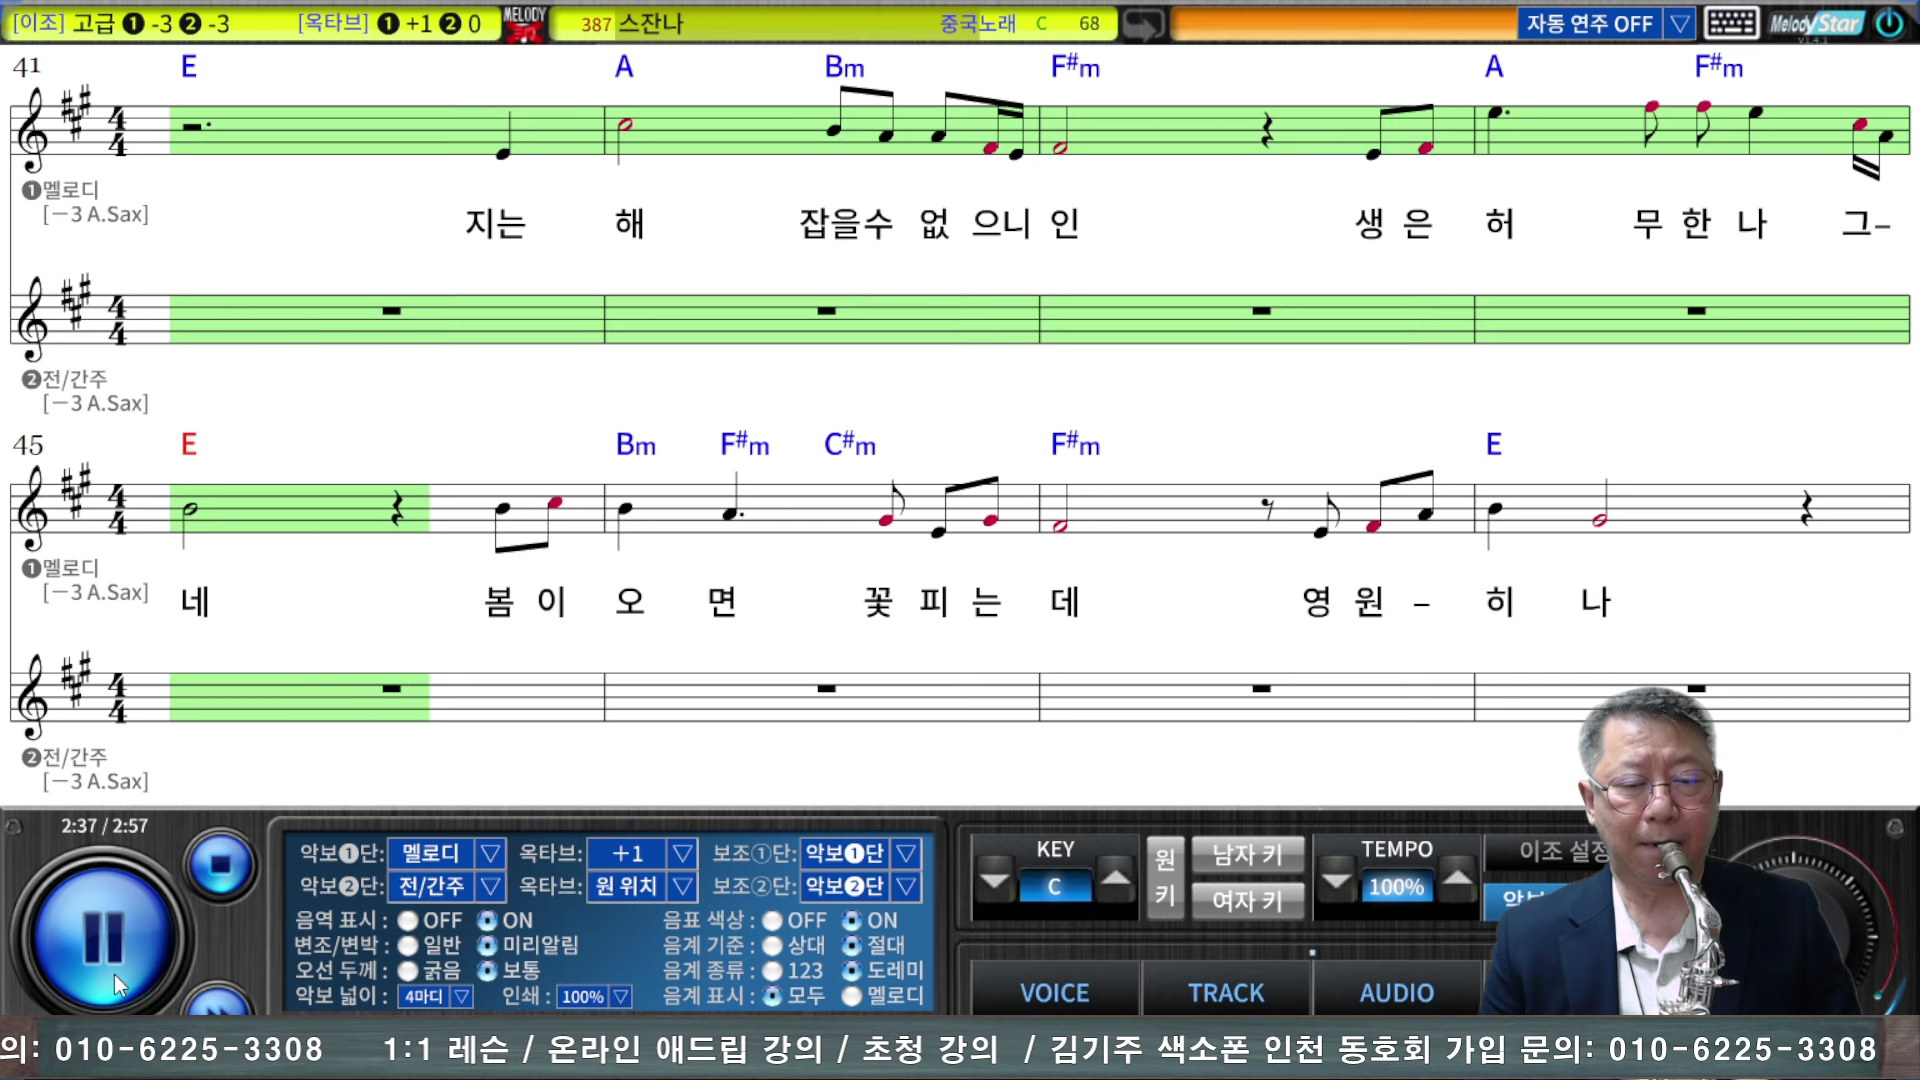 [이조] 고급 ❶ -3 ❷ -3 [옥타브] ❶ +1 ❷ 0 MELODY 387 스잔나 중국노래 C 68 자동 연주 OFF ▽ MelodyStar v1.4.1
41 E A Bm F#m A F#m
❶멜로디
[-3 A.Sax]
지는 해 잡을수 없 으니 인 생 은 허 무 한 나 그-
❷전/간주
[-3 A.Sax]
45 E Bm F#m C#m F#m E
❶멜로디
[-3 A.Sax]
네 봄 이 오 면 꽃 피 는 데 영 원 - 히 나
❷전/간주
[-3 A.Sax]
2:37 / 2:57
악보❶단: 멜로디 ▽ 옥타브: +1 ▽ 보조①단: 악보❶단 ▽
악보❷단: 전/간주 ▽ 옥타브: 원 위치 ▽ 보조②단: 악보❷단 ▽
음역 표시 : OFF ON 음표 색상 : OFF ON
변조/변박 : 일반 미리알림 음계 기준 : 상대 절대
오선 두께 : 굵음 보통 음계 종류 : 123 도레미
악보 넓이 : 4마디 ▽ 인쇄 : 100% ▽ 음계 표시 : 모두 멜로디
KEY
C
원키
남자 키
여자 키
TEMPO
100%
이조 설정
악보
VOICE TRACK AUDIO
의: 010-6225-3308 1:1 레슨 / 온라인 애드립 강의 / 초청 강의 / 김기주 색소폰 인천 동호회 가입 문의: 010-6225-3308